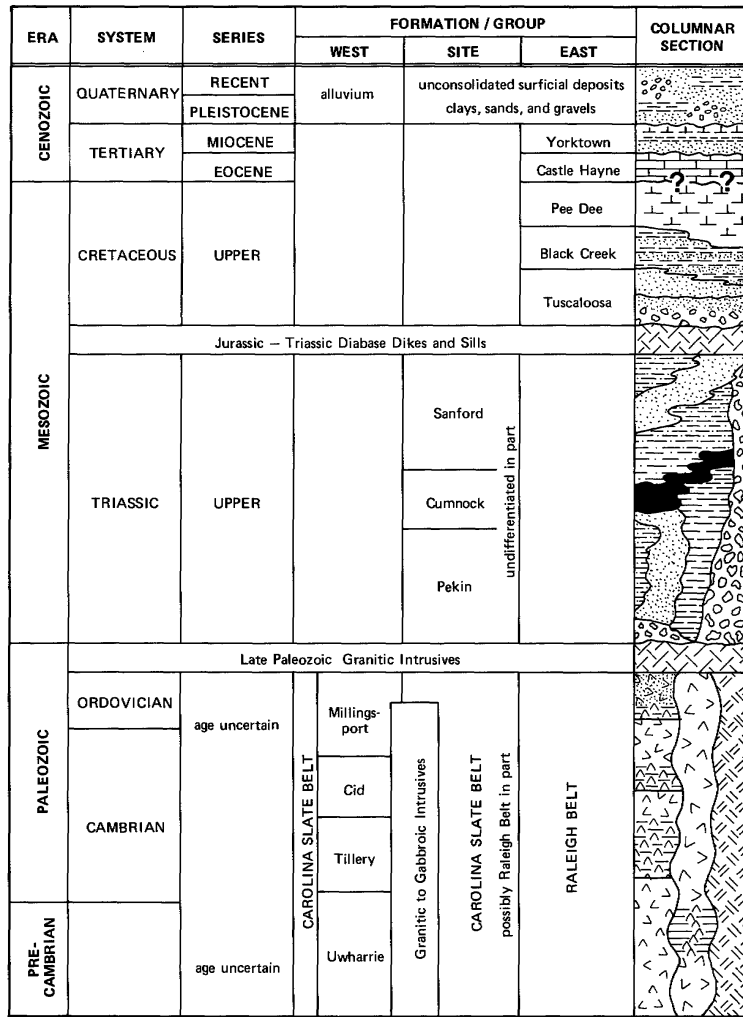 ERA
SYSTEM
SERIES
FORMATION / GROUP
COLUMNAR
SECTION
WEST
SITE
EAST
CENOZOIC
QUATERNARY
RECENT
alluvium
unconsolidated surficial deposits
clays, sands, and gravels
PLEISTOCENE
TERTIARY
MIOCENE
Yorktown
EOCENE
Castle Hayne
? ?
MESOZOIC
CRETACEOUS
UPPER
Pee Dee
Black Creek
Tuscaloosa
Jurassic – Triassic Diabase Dikes and Sills
TRIASSIC
UPPER
Sanford
Cumnock
Pekin
undifferentiated in part
Late Paleozoic Granitic Intrusives
PALEOZOIC
ORDOVICIAN
age uncertain
CAROLINA SLATE BELT
Millings-
port
Granitic to Gabbroic Intrusives
CAROLINA SLATE BELT
possibly Raleigh Belt in part
RALEIGH BELT
Cid
CAMBRIAN
Tillery
PRE-
CAMBRIAN
age uncertain
Uwharrie